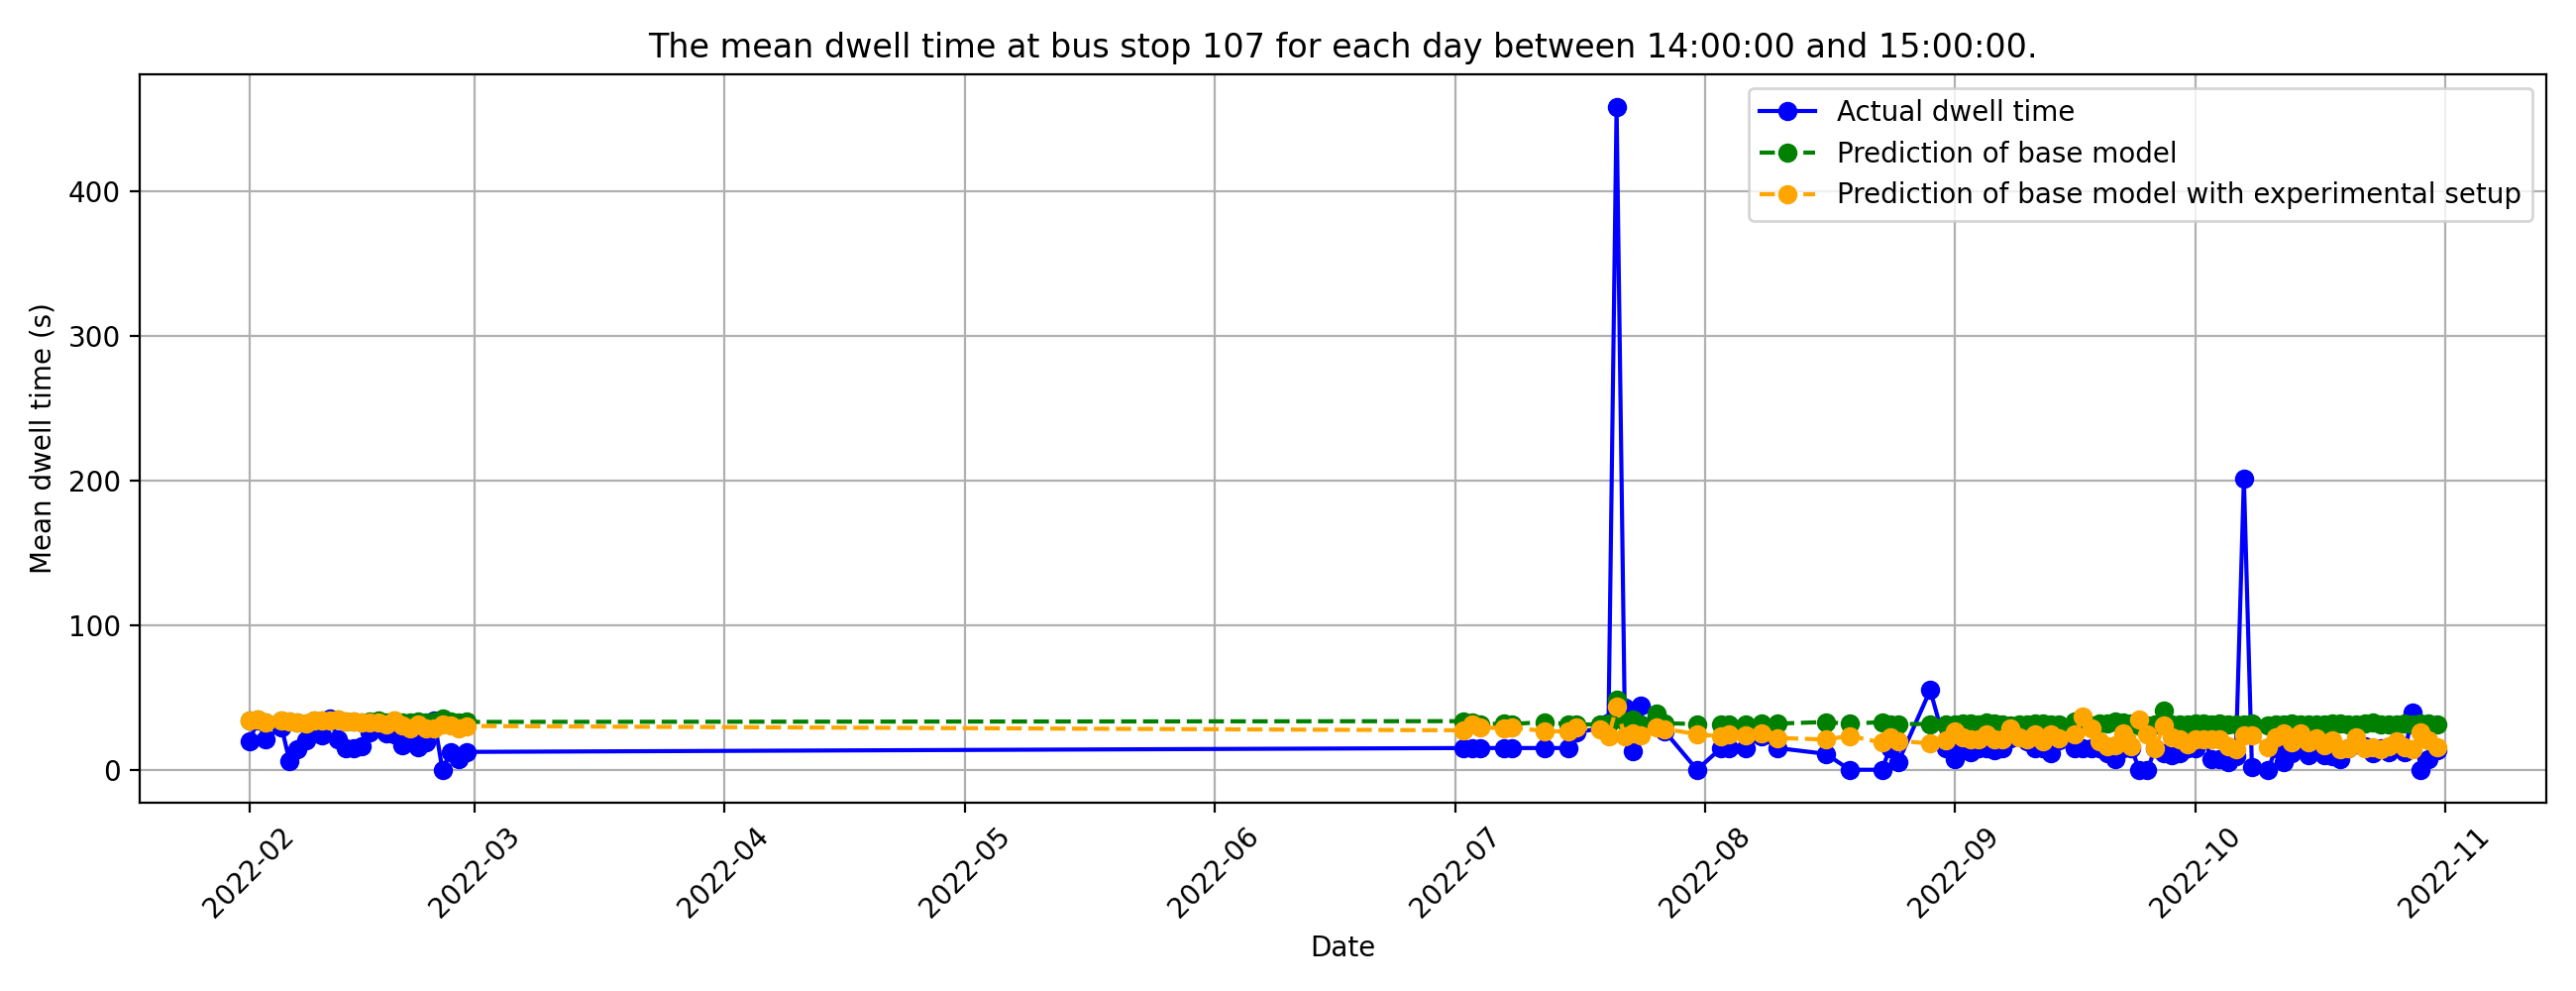 The mean dwell time at bus stop 107 for each day between 14:00:00 and 15:00:00.
Actual dwell time
Prediction of base model
Prediction of base model with experimental setup
Mean dwell time (s)
400
300
200
100
0
2022-02
2022-03
2022-04
2022-05
2022-06
2022-07
2022-08
2022-09
2022-10
2022-11
Date